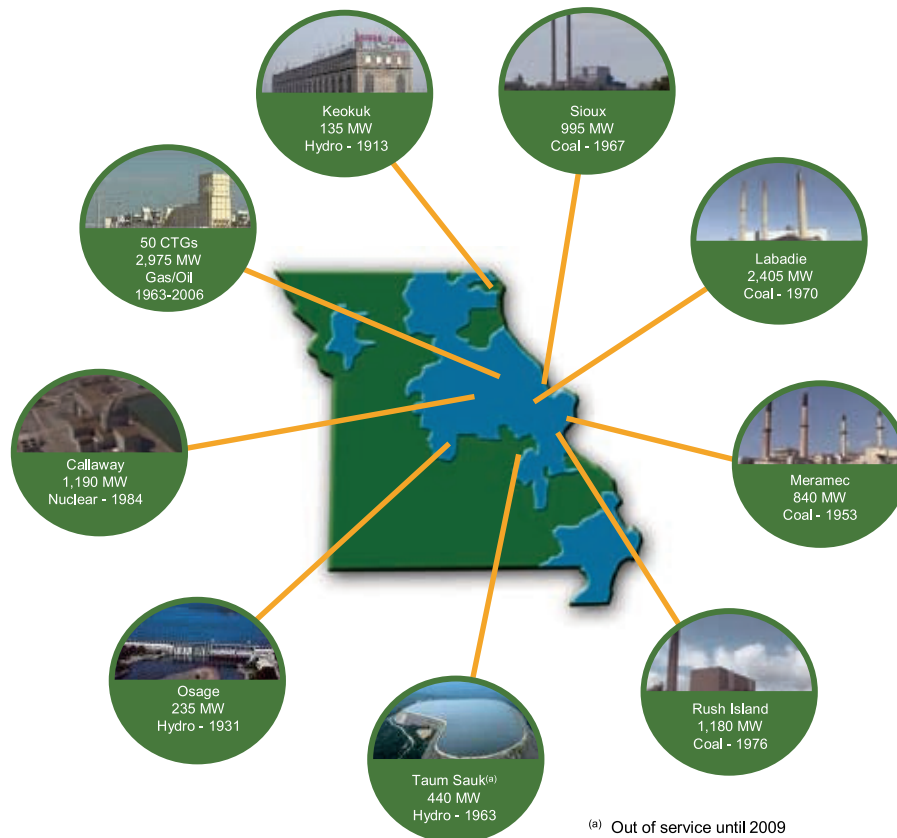 Keokuk
135 MW
Hydro - 1913
Sioux
995 MW
Coal - 1967
50 CTGs
2,975 MW
Gas/Oil
1963-2006
Labadie
2,405 MW
Coal - 1970
Callaway
1,190 MW
Nuclear - 1984
Meramec
840 MW
Coal - 1953
Osage
235 MW
Hydro - 1931
Taum Sauk(a)
440 MW
Hydro - 1963
Rush Island
1,180 MW
Coal - 1976
(a) Out of service until 2009